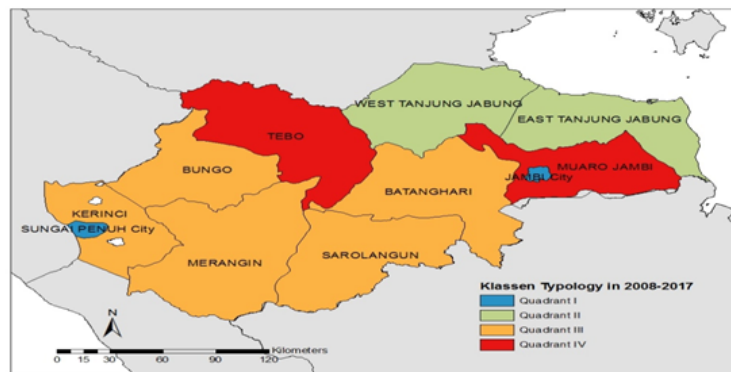 WEST TANJUNG JABUNG
EAST TANJUNG JABUNG
TEBO
BUNGO
MUARO JAMBI
JAMBI City
BATANGHARI
KERINCI
SUNGAI PENUH City
SAROLANGUN
MERANGIN
Klassen Typology in 2008-2017
Quadrant I
Quadrant II
Quadrant III
Quadrant IV
N
Kilometers
0 15 30 60 90 120